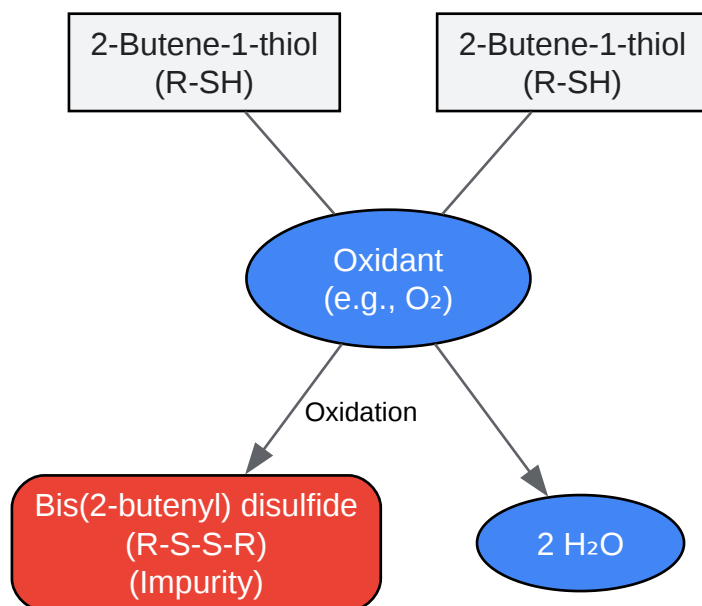 2-Butene-1-thiol
(R-SH)
2-Butene-1-thiol
(R-SH)
Oxidant
(e.g., O₂)
Oxidation
Bis(2-butenyl) disulfide
(R-S-S-R)
(Impurity)
2 H₂O